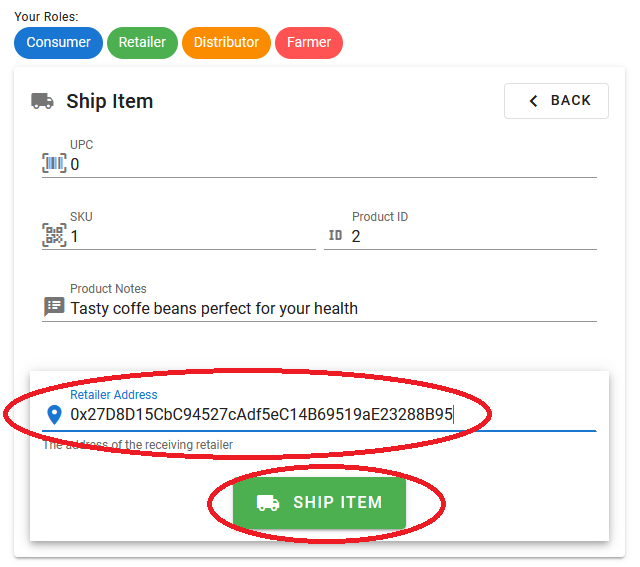 Your Roles:
Consumer Retailer Distributor Farmer
Ship Item
BACK
UPC
0
SKU
1
Product ID
ID 2
Product Notes
Tasty coffe beans perfect for your health
Retailer Address
0x27D8D15CbC94527cAdf5eC14B69519aE23288B95
The address of the receiving retailer
SHIP ITEM